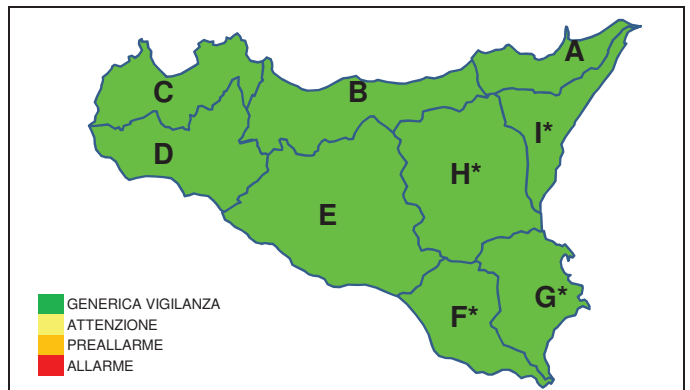 A
C
B
I*
D
H*
E
G*
F*
GENERICA VIGILANZA
ATTENZIONE
PREALLARME
ALLARME